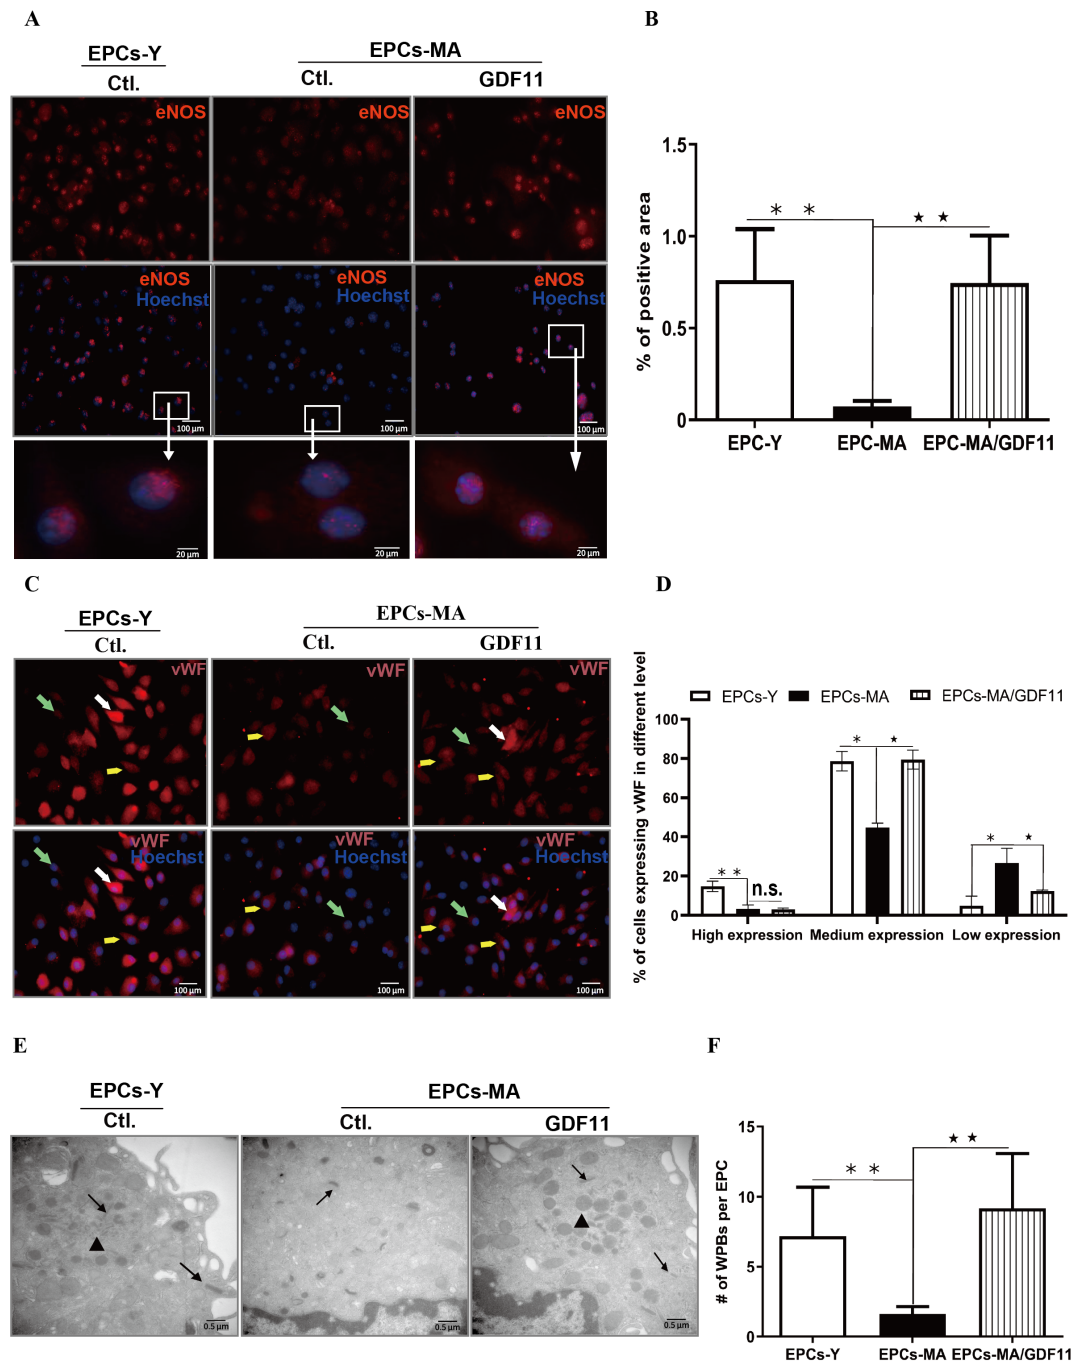 A
EPCs-Y
EPCs-MA
Ctl.
Ctl.
GDF11
eNOS
eNOS
eNOS
eNOS
Hoechst
eNOS
Hoechst
eNOS
Hoechst
100 µm
100 µm
100 µm
20 µm
20 µm
20 µm
B
% of positive area
1.5
1.0
0.5
0
* *
★ ★
EPC-Y
EPC-MA
EPC-MA/GDF11
C
EPCs-Y
EPCs-MA
Ctl.
Ctl.
GDF11
vWF
vWF
vWF
vWF
Hoechst
vWF
Hoechst
vWF
Hoechst
100 µm
100 µm
100 µm
D
% of cells expressing vWF in different level
EPCs-Y
EPCs-MA
EPCs-MA/GDF11
100
80
60
40
20
0
* *
n.s.
* ★
* ★
High expression
Medium expression
Low expression
E
EPCs-Y
EPCs-MA
Ctl.
Ctl.
GDF11
0.5 µm
0.5 µm
0.5 µm
F
# of WPBs per EPC
15
10
5
0
* *
★ ★
EPCs-Y
EPCs-MA
EPCs-MA/GDF11